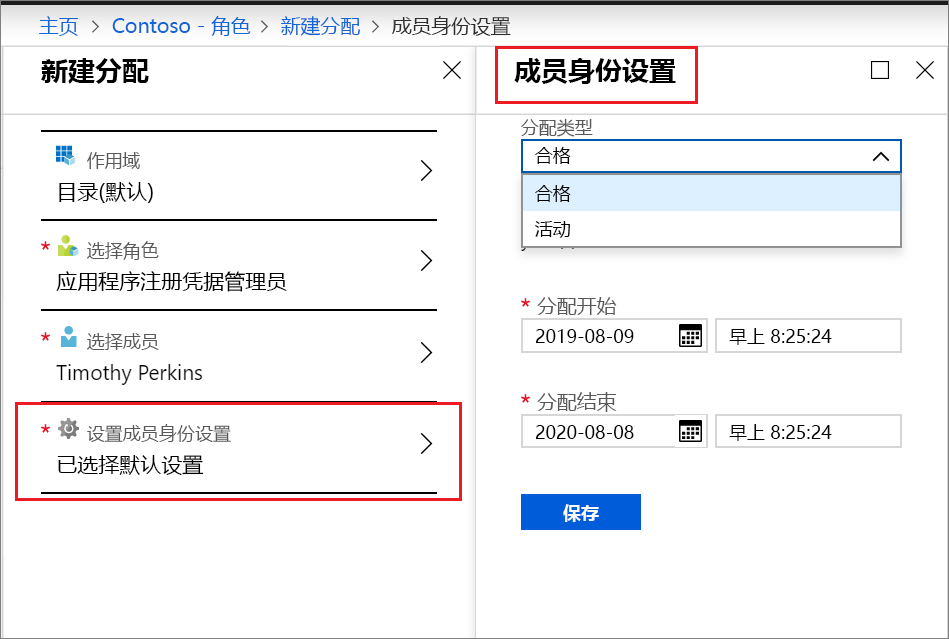 主页 > Contoso - 角色 > 新建分配 > 成员身份设置
新建分配
作用域
目录(默认)
* 选择角色
应用程序注册凭据管理员
* 选择成员
Timothy Perkins
* 设置成员身份设置
已选择默认设置
成员身份设置
分配类型
合格
合格
活动
* 分配开始
2019-08-09 早上 8:25:24
* 分配结束
2020-08-08 早上 8:25:24
保存